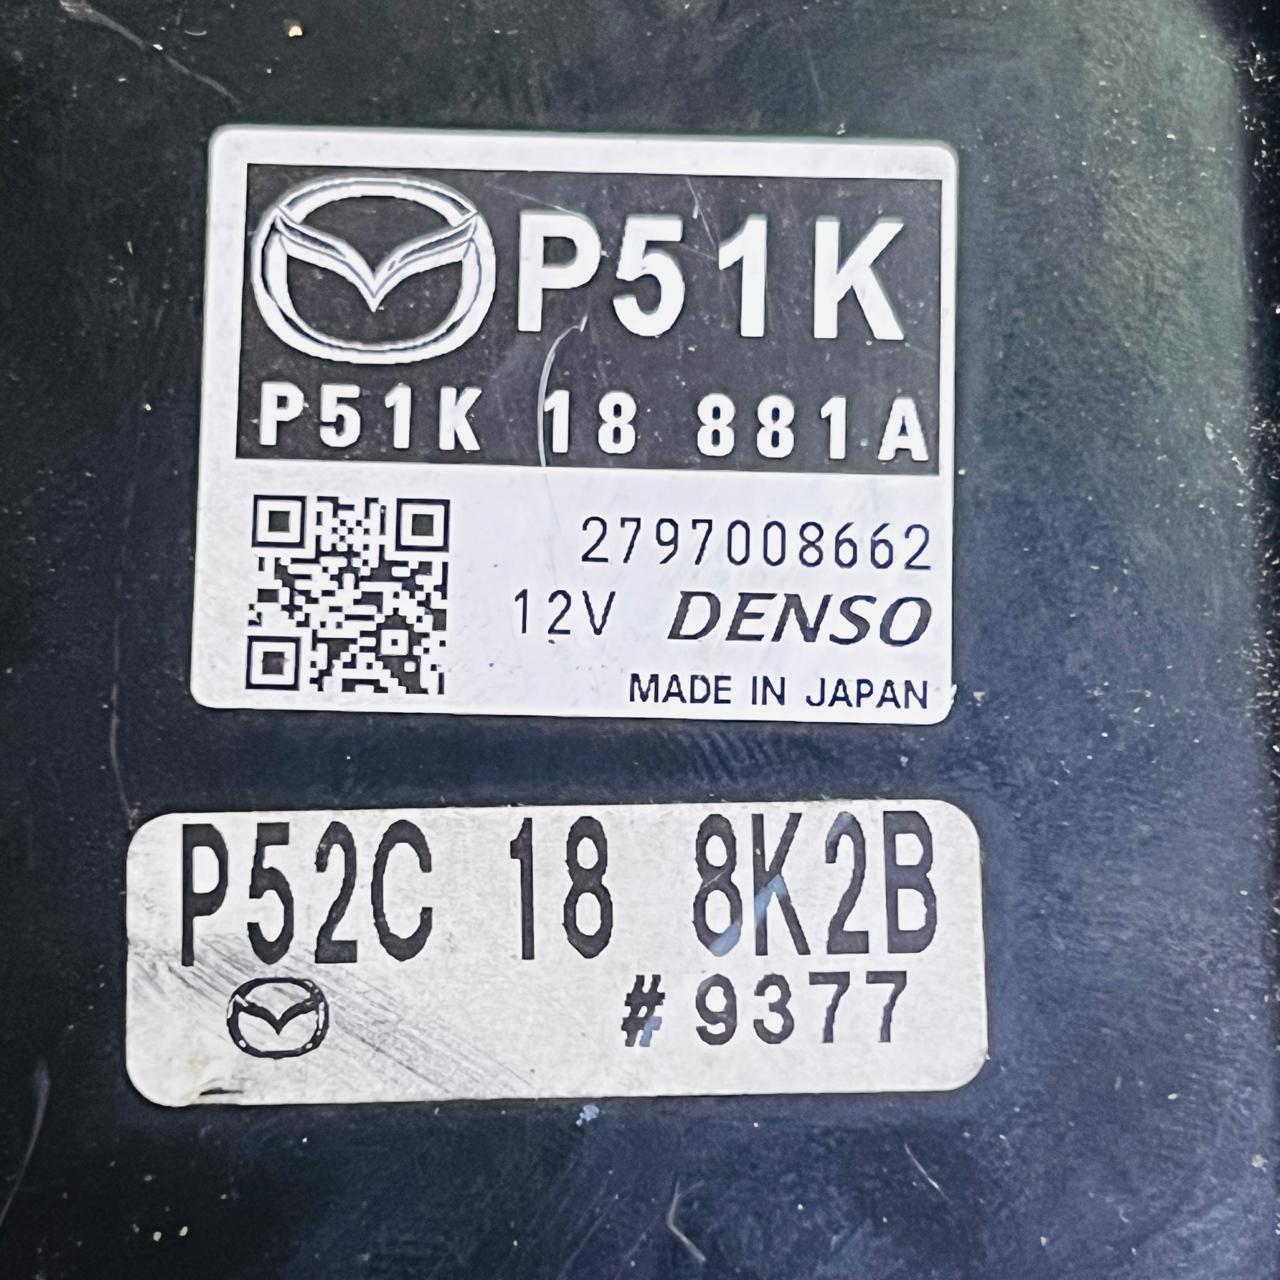 P51K
P51K 18 881A
2797008662
12V DENSO
MADE IN JAPAN
P52C 18 8K2B
#9377